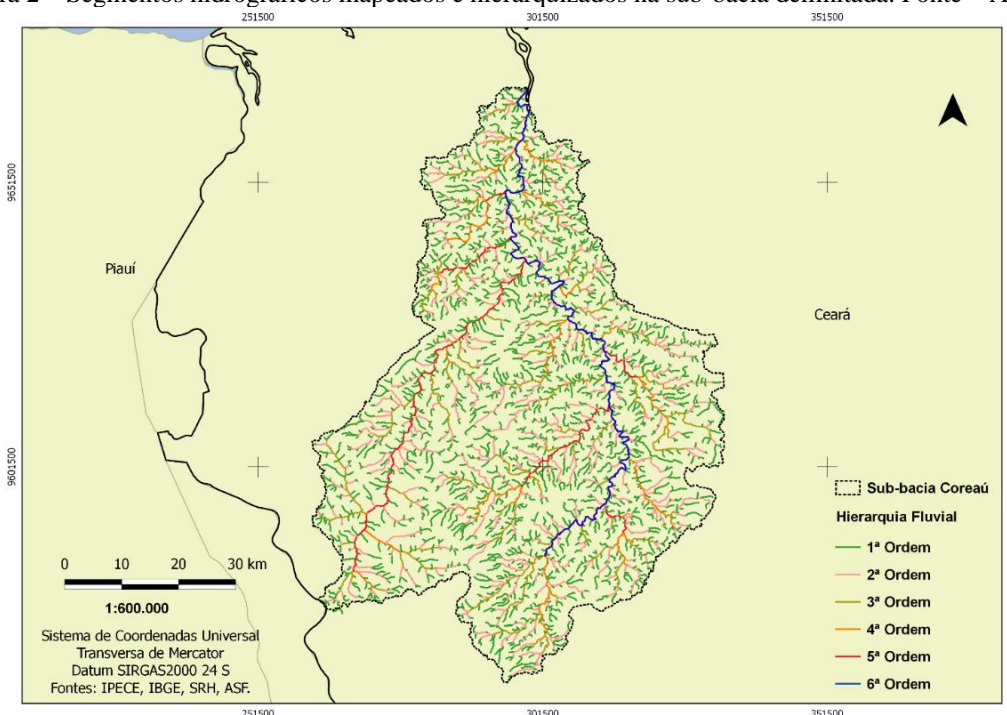 Segmentos hidrográficos mapeados e hierarquizados na sub-bacia delimitada. Fonte
251500 301500 351500
9651500
9601500
Piauí
Ceará
Sub-bacia Coreaú
Hierarquia Fluvial
1ª Ordem
2ª Ordem
3ª Ordem
4ª Ordem
5ª Ordem
6ª Ordem
0 10 20 30 km
1:600.000
Sistema de Coordenadas Universal
Transversa de Mercator
Datum SIRGAS2000 24 S
Fontes: IPECE, IBGE, SRH, ASF.
251500 301500 351500